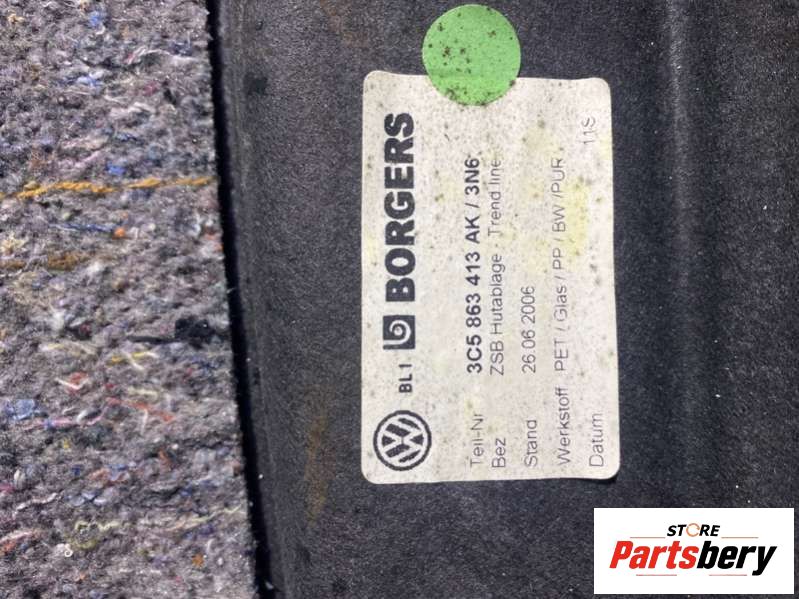 BL1 BORGERS
Teil-Nr 3C5 863 413 AK / 3N6
Bez ZSB Hutablage - Trend line
Stand 26.06 2006
Werkstoff PET / Glas / PP / BW /PUR
Datum 11S
STORE
Partsbery